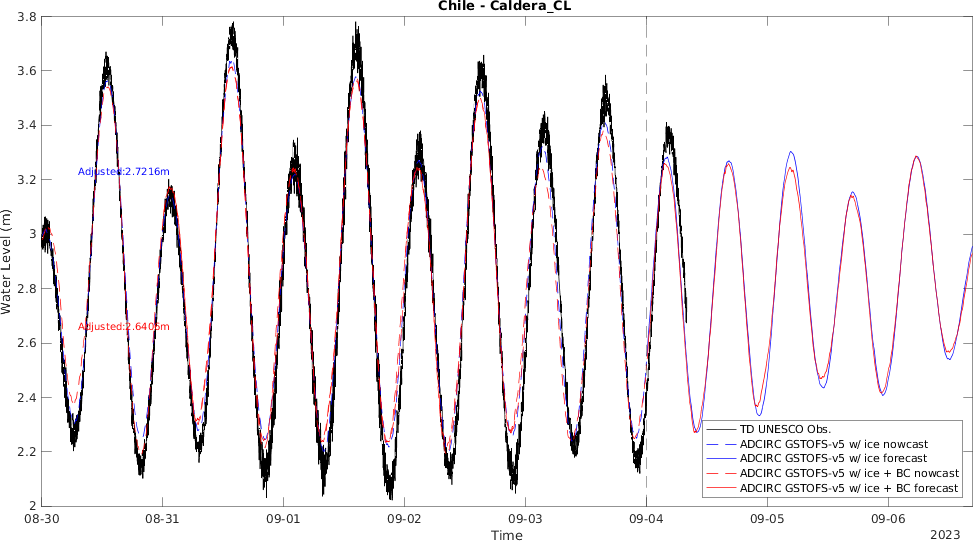 Chile - Caldera_CL
3.8
3.6
3.4
3.2
3
2.8
2.6
2.4
2.2
2
Water Level (m)
Adjusted:2.7216m
Adjusted:2.6405m
TD UNESCO Obs.
ADCIRC GSTOFS-v5 w/ ice nowcast
ADCIRC GSTOFS-v5 w/ ice forecast
ADCIRC GSTOFS-v5 w/ ice + BC nowcast
ADCIRC GSTOFS-v5 w/ ice + BC forecast
08-30 08-31 09-01 09-02 09-03 09-04 09-05 09-06
Time
2023